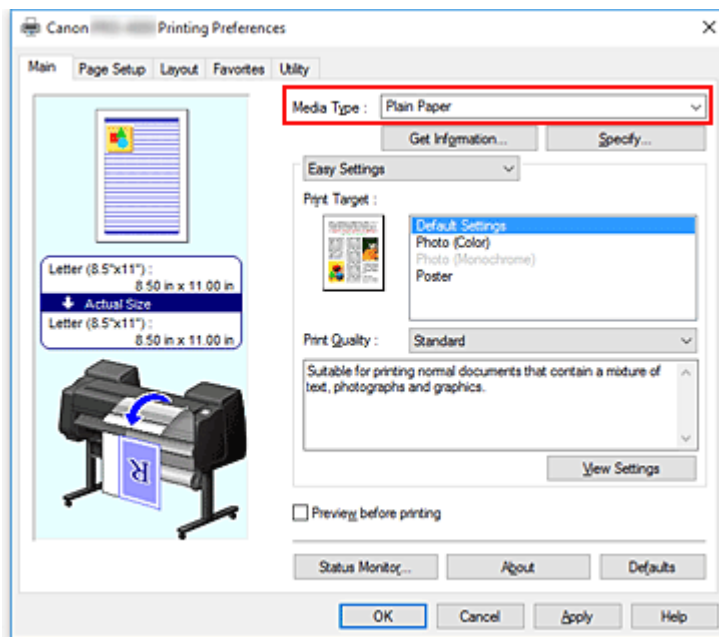 Canon Printing Preferences
Main Page Setup Layout Favorites Utility
Media Type : Plain Paper
Get Information... Specify...
Easy Settings
Print Target :
Default Settings
Photo (Color)
Photo (Monochrome)
Poster
Letter (8.5"x11") :
8.50 in x 11.00 in
Actual Size
Letter (8.5"x11") :
8.50 in x 11.00 in
Print Quality : Standard
Suitable for printing normal documents that contain a mixture of
text, photographs and graphics.
R
View Settings
Preview before printing
Status Monitor... About Defaults
OK Cancel Apply Help